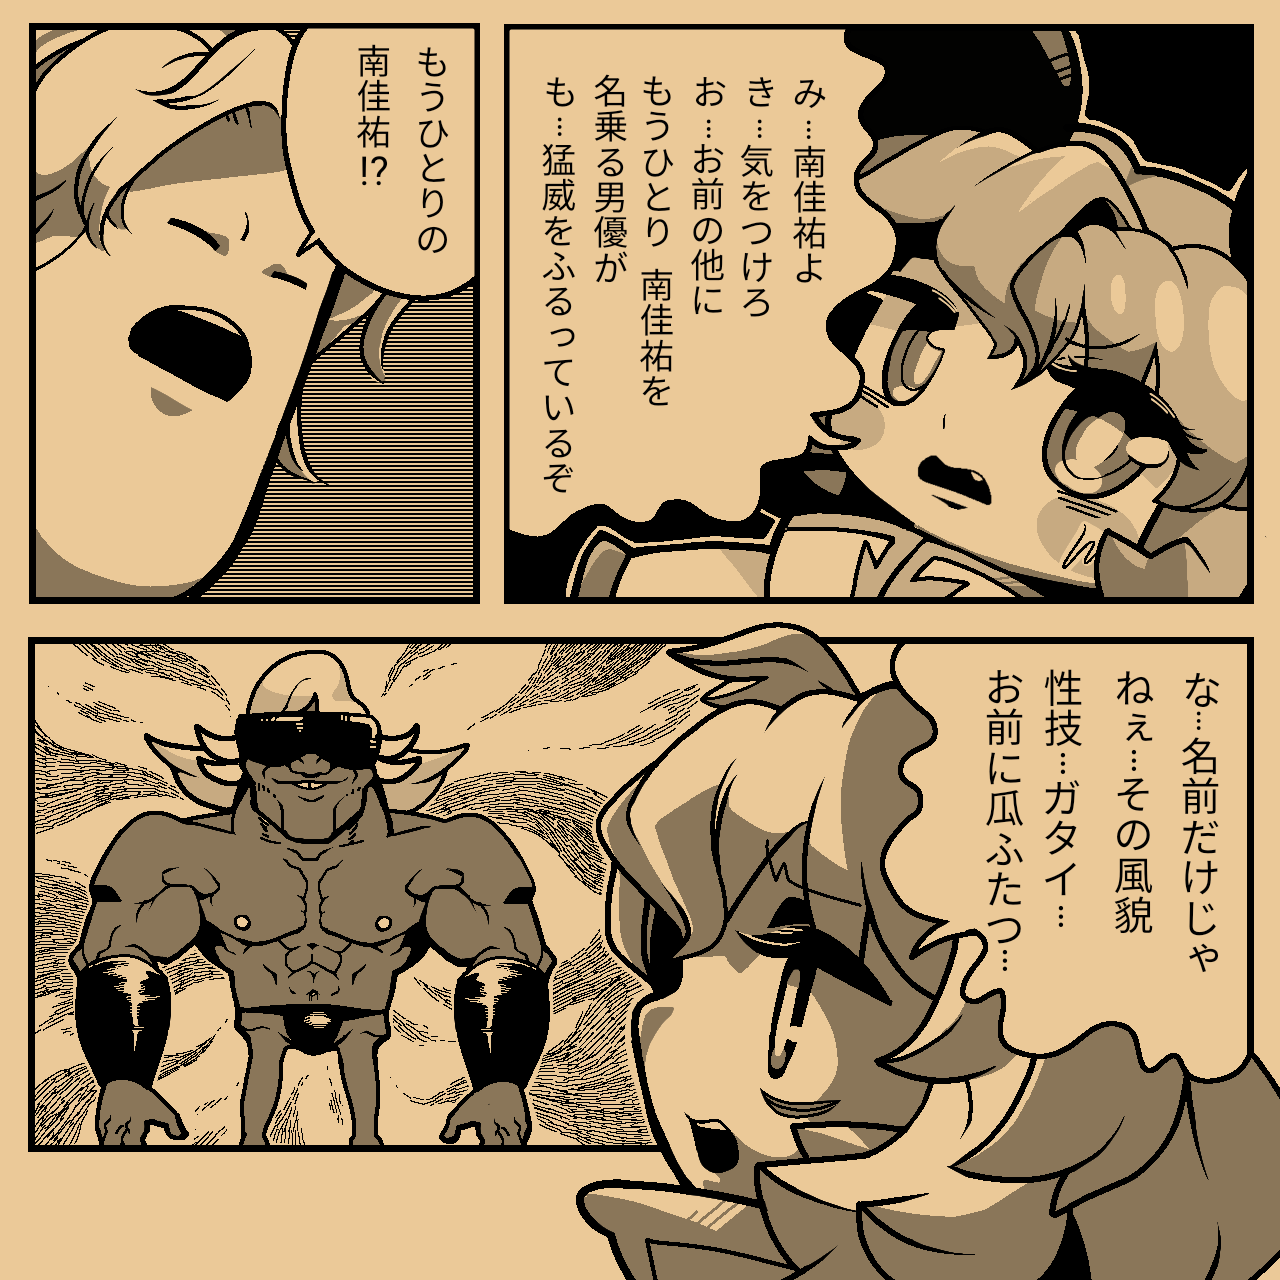 み…南佳祐よ
き…気をつけろ
お…お前の他に
もうひとり 南佳祐を
名乗る男優が
も…猛威をふるっているぞ
もうひとりの
南佳祐!?
な…名前だけじゃ
ねぇ…その風貌
性技…ガタイ…
お前に瓜ふたつ…